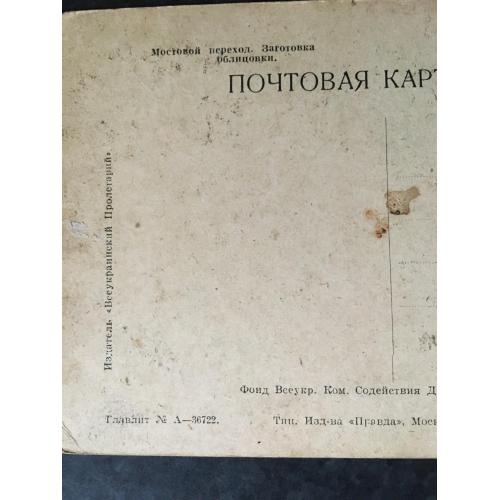 Мостовой переход. Заготовка
облицовки.
ПОЧТОВАЯ КАРТ
Издатель «Всеукраинский Пролетарий»
Фонд Всеукр. Ком. Содействия Д
Главлит № А—36722.
Тип. Изд-ва «Правда», Моск